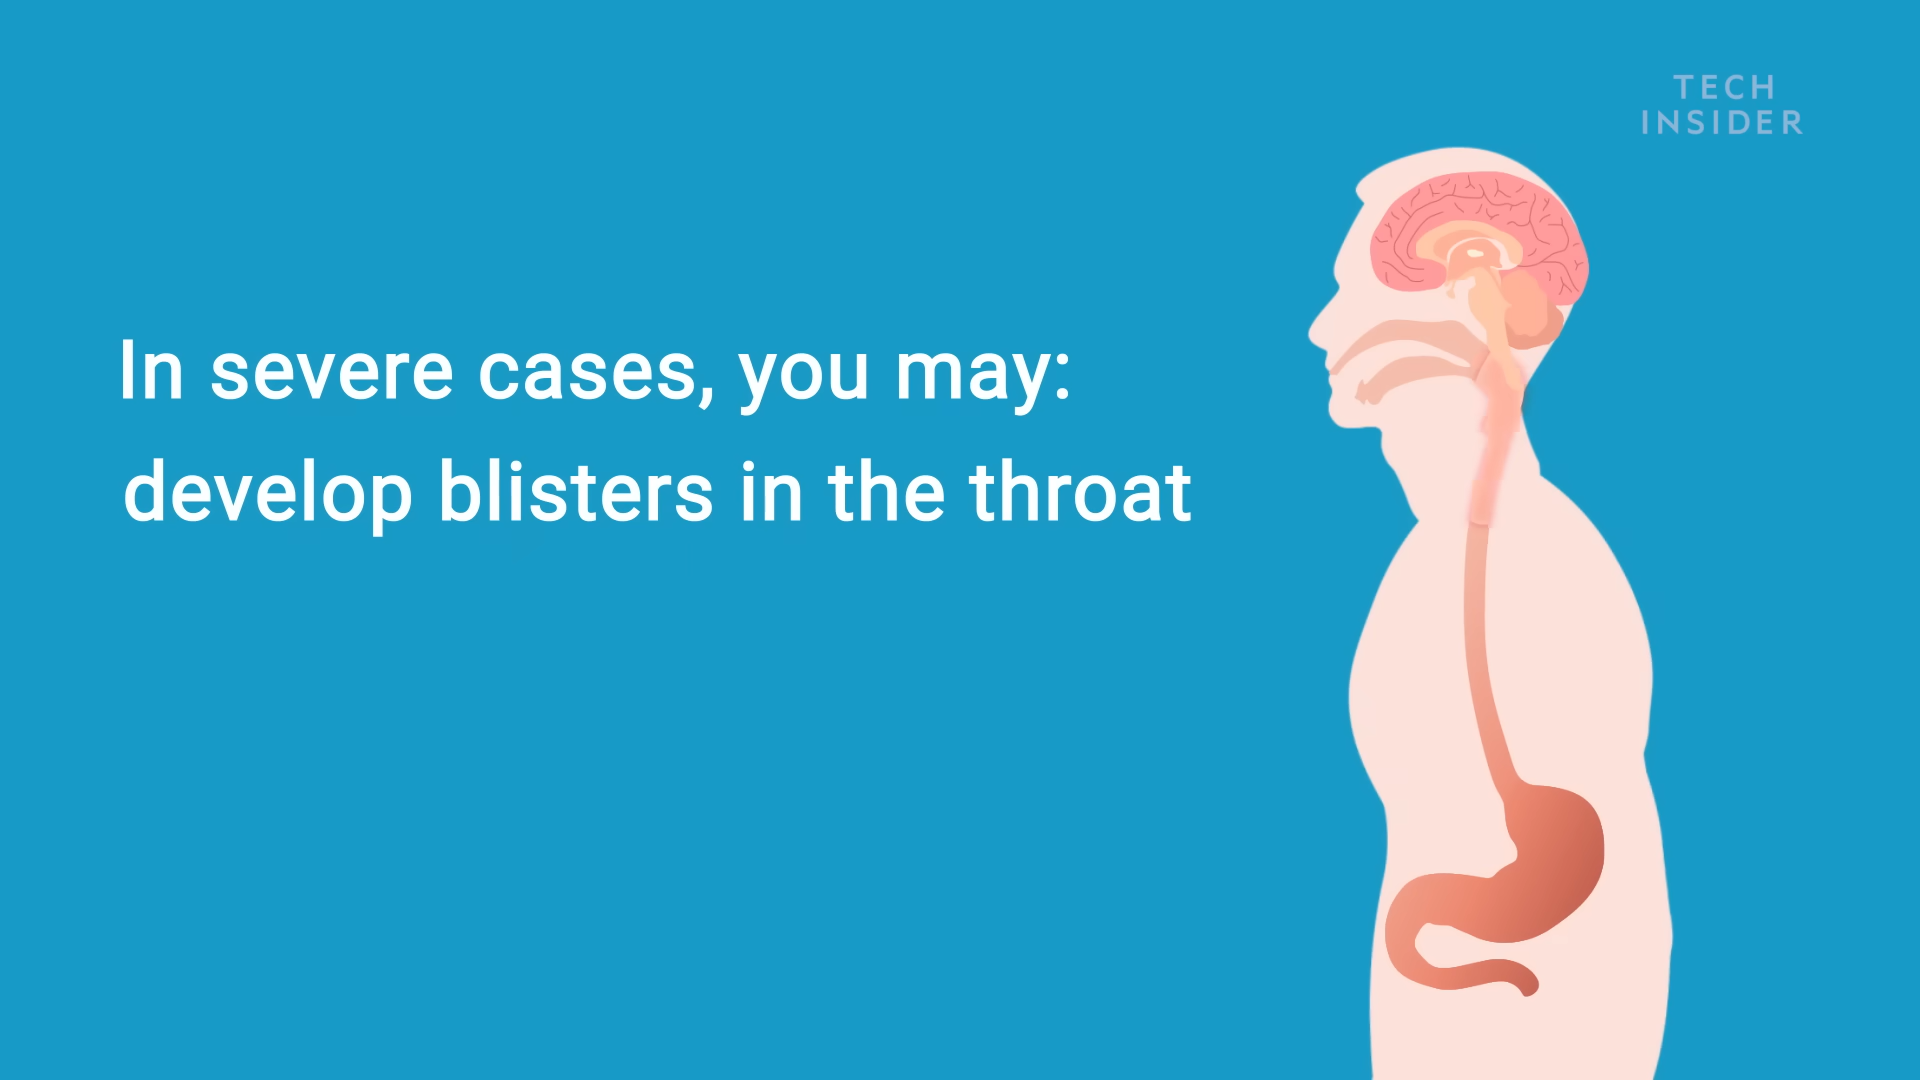 TECH
INSIDER
In severe cases, you may:
develop blisters in the throat